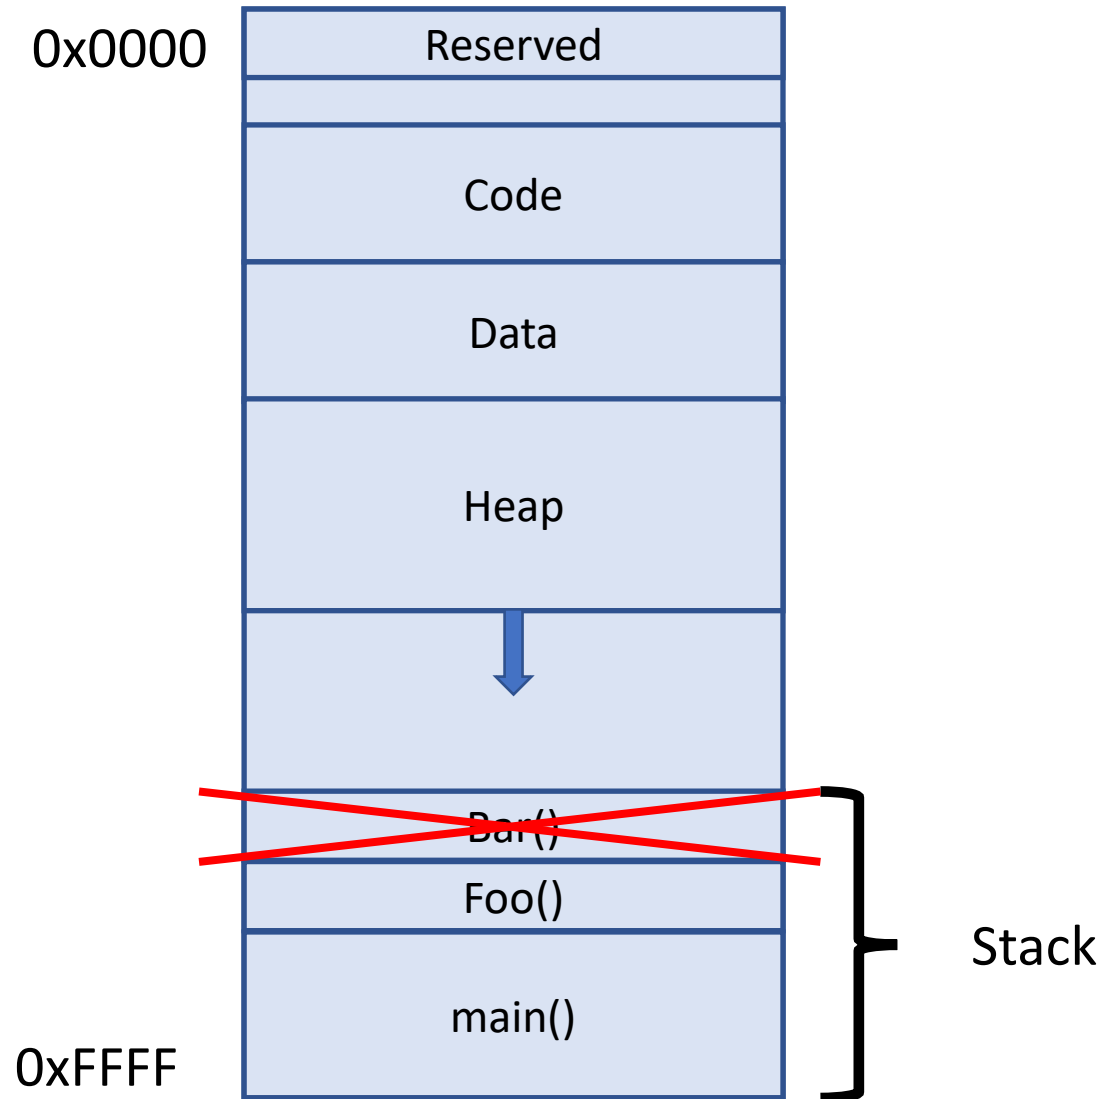 0x0000
Reserved
Code
Data
Heap
Bar()
Foo()
Stack
main()
0xFFFF